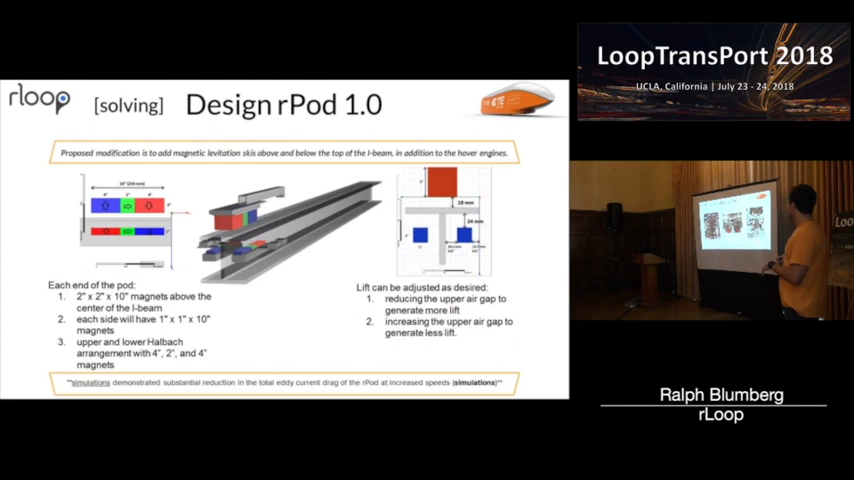 rloop
[solving]
Design rPod 1.0
Proposed modification is to add magnetic levitation skis above and below the top of the I-beam, in addition to the hover engines.
10" (254 mm)
4"
2"
4"
18 mm
24 mm
Each end of the pod:
1. 2" x 2" x 10" magnets above the
center of the I-beam
2. each side will have 1" x 1" x 10"
magnets
3. upper and lower Halbach
arrangement with 4", 2", and 4"
magnets
Lift can be adjusted as desired:
1. reducing the upper air gap to
generate more lift
2. increasing the upper air gap to
generate less lift.
**simulations demonstrated substantial reduction in the total eddy current drag of the rPod at increased speeds (simulations)**
LoopTransPort 2018
UCLA, California | July 23 - 24, 2018
Ralph Blumberg
rLoop